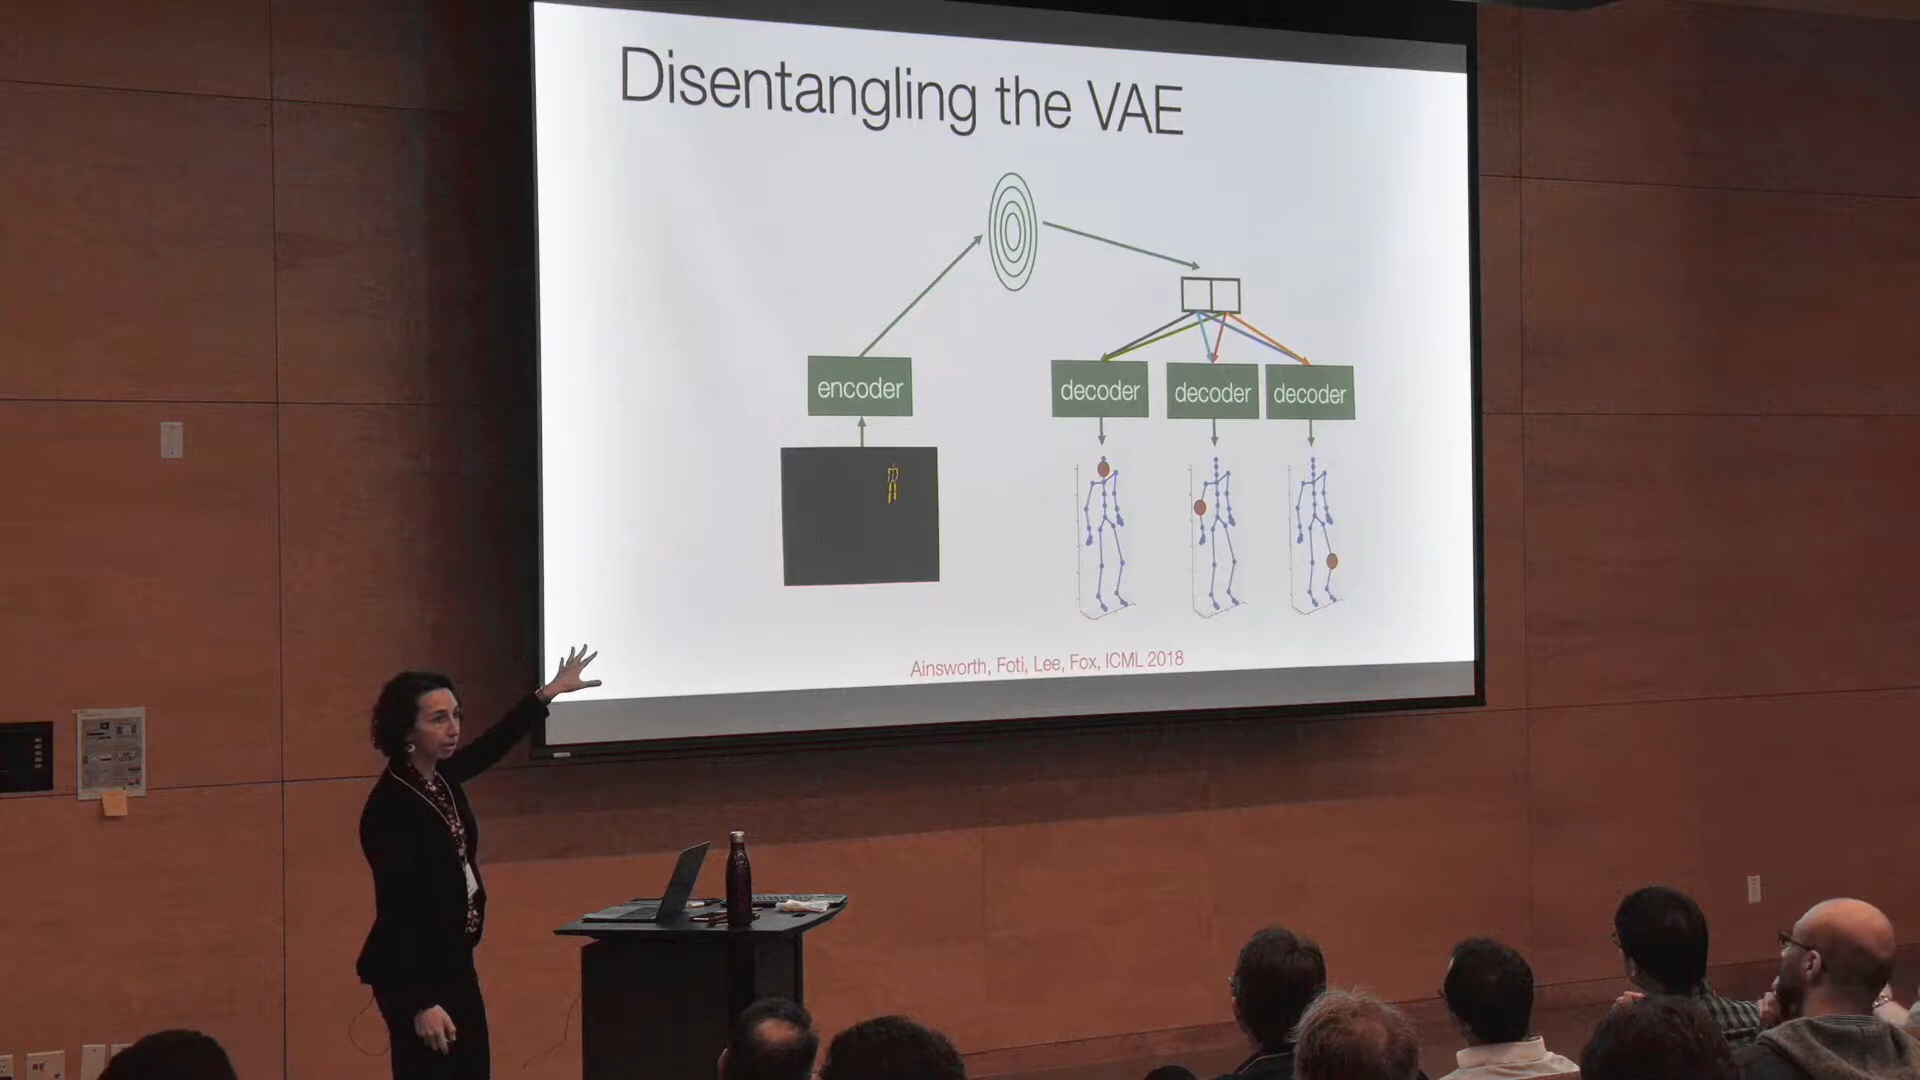 Disentangling the VAE
encoder
decoder
decoder
decoder
Ainsworth, Foti, Lee, Fox, ICML 2018